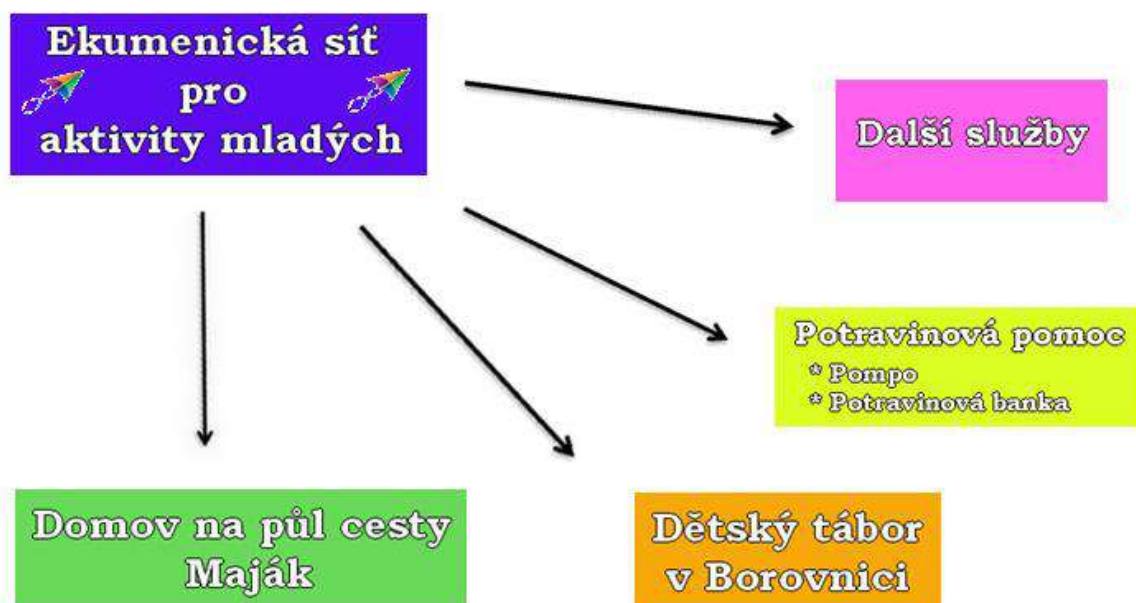 Ekumenická síť
pro
aktivity mladých
Další služby
Potravinová pomoc
* Pompo
* Potravinová banka
Domov na půl cesty
Maják
Dětský tábor
v Borovnici